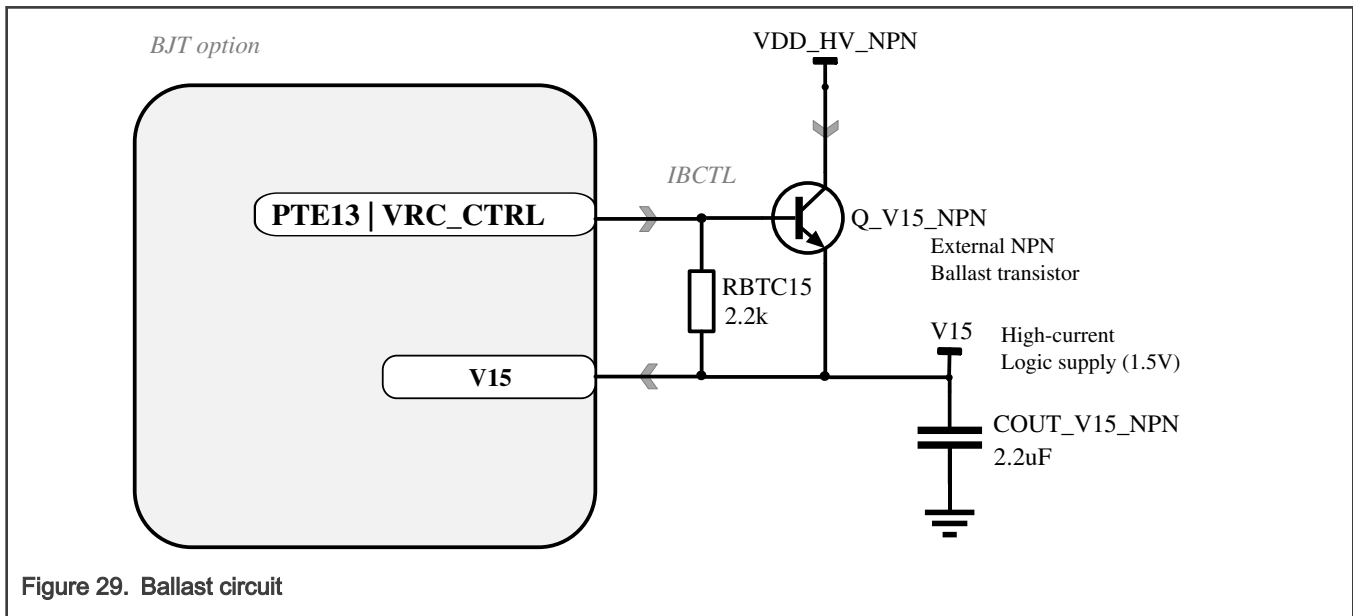 BJT option
VDD_HV_NPN
IBCTL
PTE13 | VRC_CTRL
Q_V15_NPN
External NPN
Ballast transistor
RBTC15
2.2k
V15
High-current
Logic supply (1.5V)
V15
COUT_V15_NPN
2.2uF
Figure 29. Ballast circuit